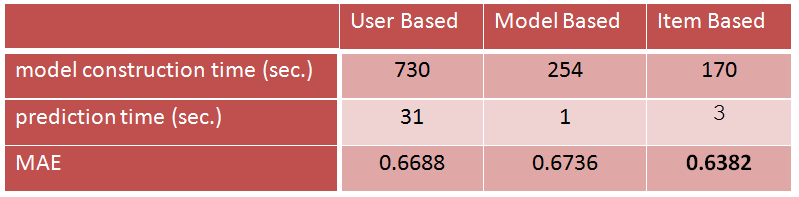 User Based Model Based Item Based
model construction time (sec.) 730 254 170
prediction time (sec.) 31 1 3
MAE 0.6688 0.6736 0.6382